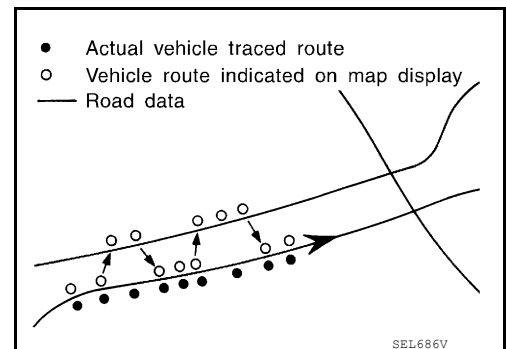 Actual vehicle traced route
Vehicle route indicated on map display
Road data
SEL686V